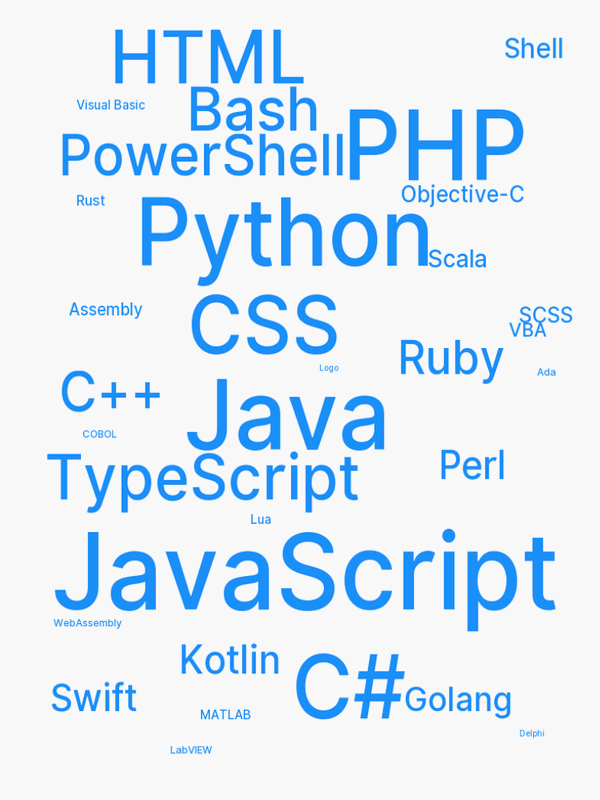 HTML
Shell
Bash
Visual Basic
PHP
PowerShell
Objective-C
Rust
Python
Scala
Assembly
SCSS
CSS
VBA
Ruby
Logo
Ada
C++
Java
COBOL
Perl
TypeScript
Lua
JavaScript
WebAssembly
Kotlin
C#
Swift
Golang
MATLAB
Delphi
LabVIEW